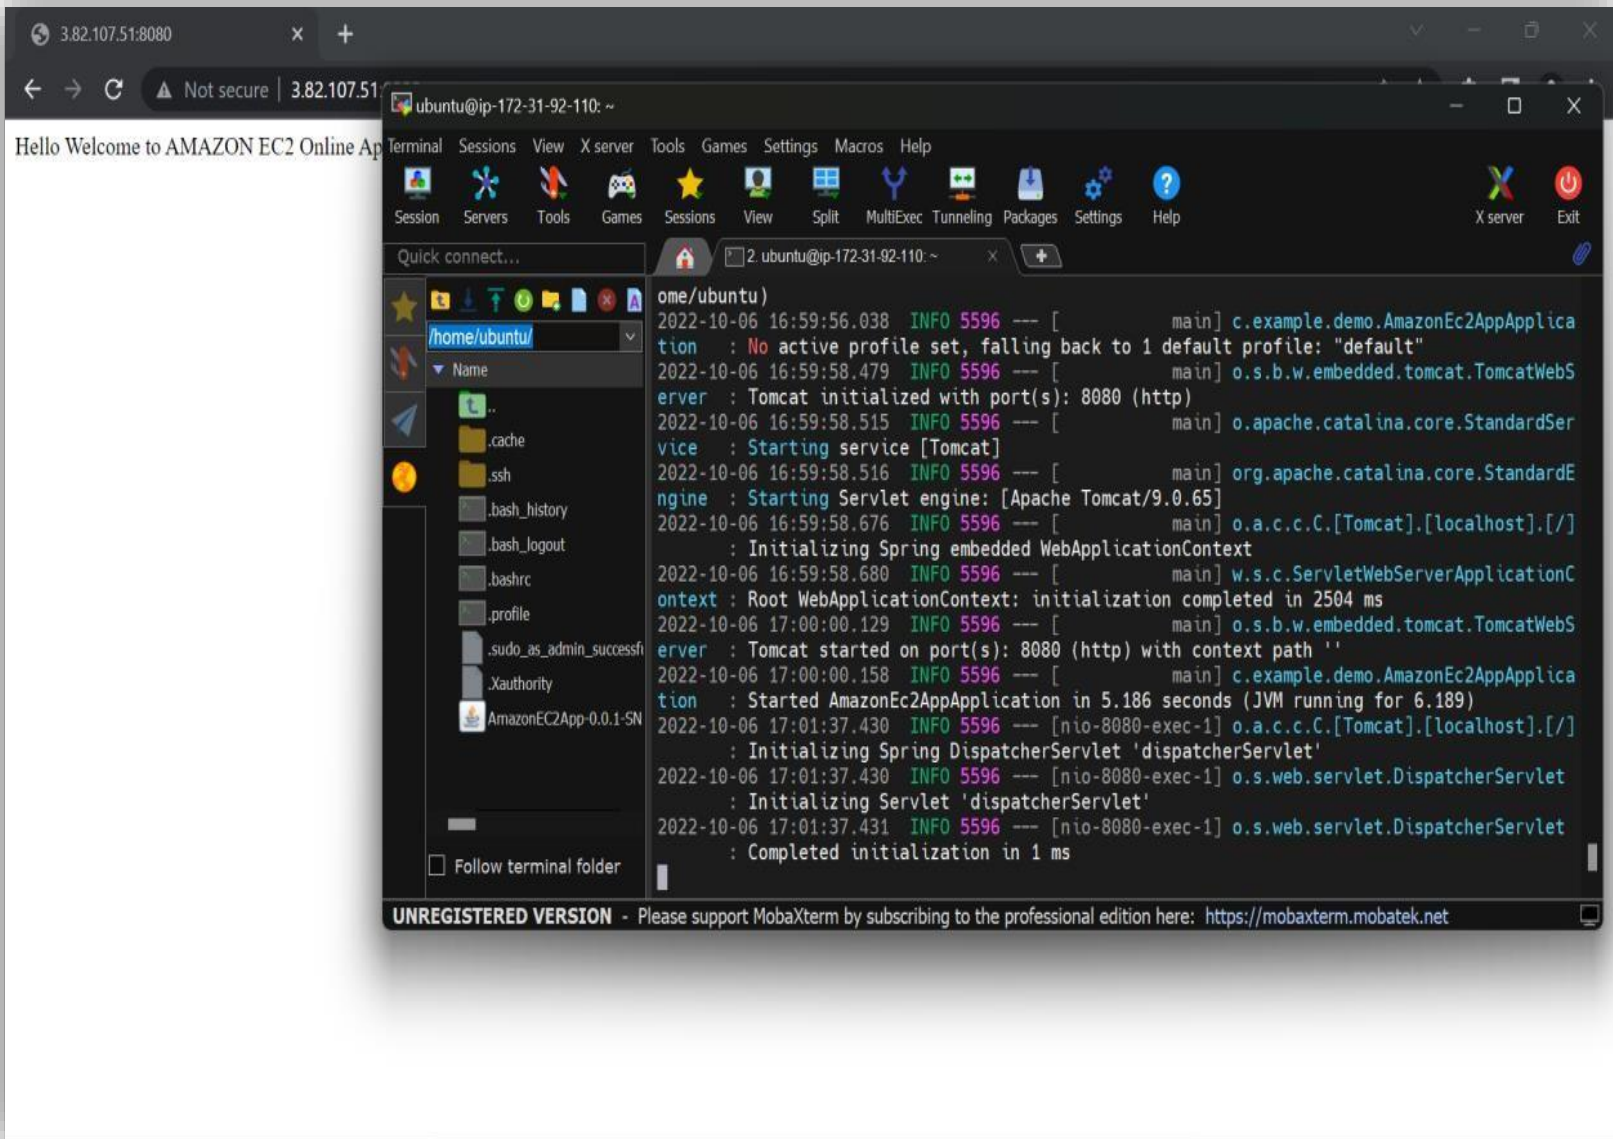 3.82.107.51:8080
Not secure | 3.82.107.51:
Hello Welcome to AMAZON EC2 Online Ap
ubuntu@ip-172-31-92-110: ~
Terminal Sessions View X server Tools Games Settings Macros Help
Session Servers Tools Games Sessions View Split MultiExec Tunneling Packages Settings Help X server Exit
Quick connect...
2. ubuntu@ip-172-31-92-110: ~
/home/ubuntu/
Name
..
.cache
.ssh
.bash_history
.bash_logout
.bashrc
.profile
.sudo_as_admin_successfu
.Xauthority
AmazonEC2App-0.0.1-SN
Follow terminal folder
ome/ubuntu)
2022-10-06 16:59:56.038 INFO 5596 --- [ main] c.example.demo.AmazonEc2AppApplica
tion : No active profile set, falling back to 1 default profile: "default"
2022-10-06 16:59:58.479 INFO 5596 --- [ main] o.s.b.w.embedded.tomcat.TomcatWebS
erver : Tomcat initialized with port(s): 8080 (http)
2022-10-06 16:59:58.515 INFO 5596 --- [ main] o.apache.catalina.core.StandardSer
vice : Starting service [Tomcat]
2022-10-06 16:59:58.516 INFO 5596 --- [ main] org.apache.catalina.core.StandardE
ngine : Starting Servlet engine: [Apache Tomcat/9.0.65]
2022-10-06 16:59:58.676 INFO 5596 --- [ main] o.a.c.c.C.[Tomcat].[localhost].[/]
: Initializing Spring embedded WebApplicationContext
2022-10-06 16:59:58.680 INFO 5596 --- [ main] w.s.c.ServletWebServerApplicationC
ontext : Root WebApplicationContext: initialization completed in 2504 ms
2022-10-06 17:00:00.129 INFO 5596 --- [ main] o.s.b.w.embedded.tomcat.TomcatWebS
erver : Tomcat started on port(s): 8080 (http) with context path ''
2022-10-06 17:00:00.158 INFO 5596 --- [ main] c.example.demo.AmazonEc2AppApplica
tion : Started AmazonEc2AppApplication in 5.186 seconds (JVM running for 6.189)
2022-10-06 17:01:37.430 INFO 5596 --- [nio-8080-exec-1] o.a.c.c.C.[Tomcat].[localhost].[/]
: Initializing Spring DispatcherServlet 'dispatcherServlet'
2022-10-06 17:01:37.430 INFO 5596 --- [nio-8080-exec-1] o.s.web.servlet.DispatcherServlet
: Initializing Servlet 'dispatcherServlet'
2022-10-06 17:01:37.431 INFO 5596 --- [nio-8080-exec-1] o.s.web.servlet.DispatcherServlet
: Completed initialization in 1 ms
UNREGISTERED VERSION - Please support MobaXterm by subscribing to the professional edition here: https://mobaxterm.mobatek.net